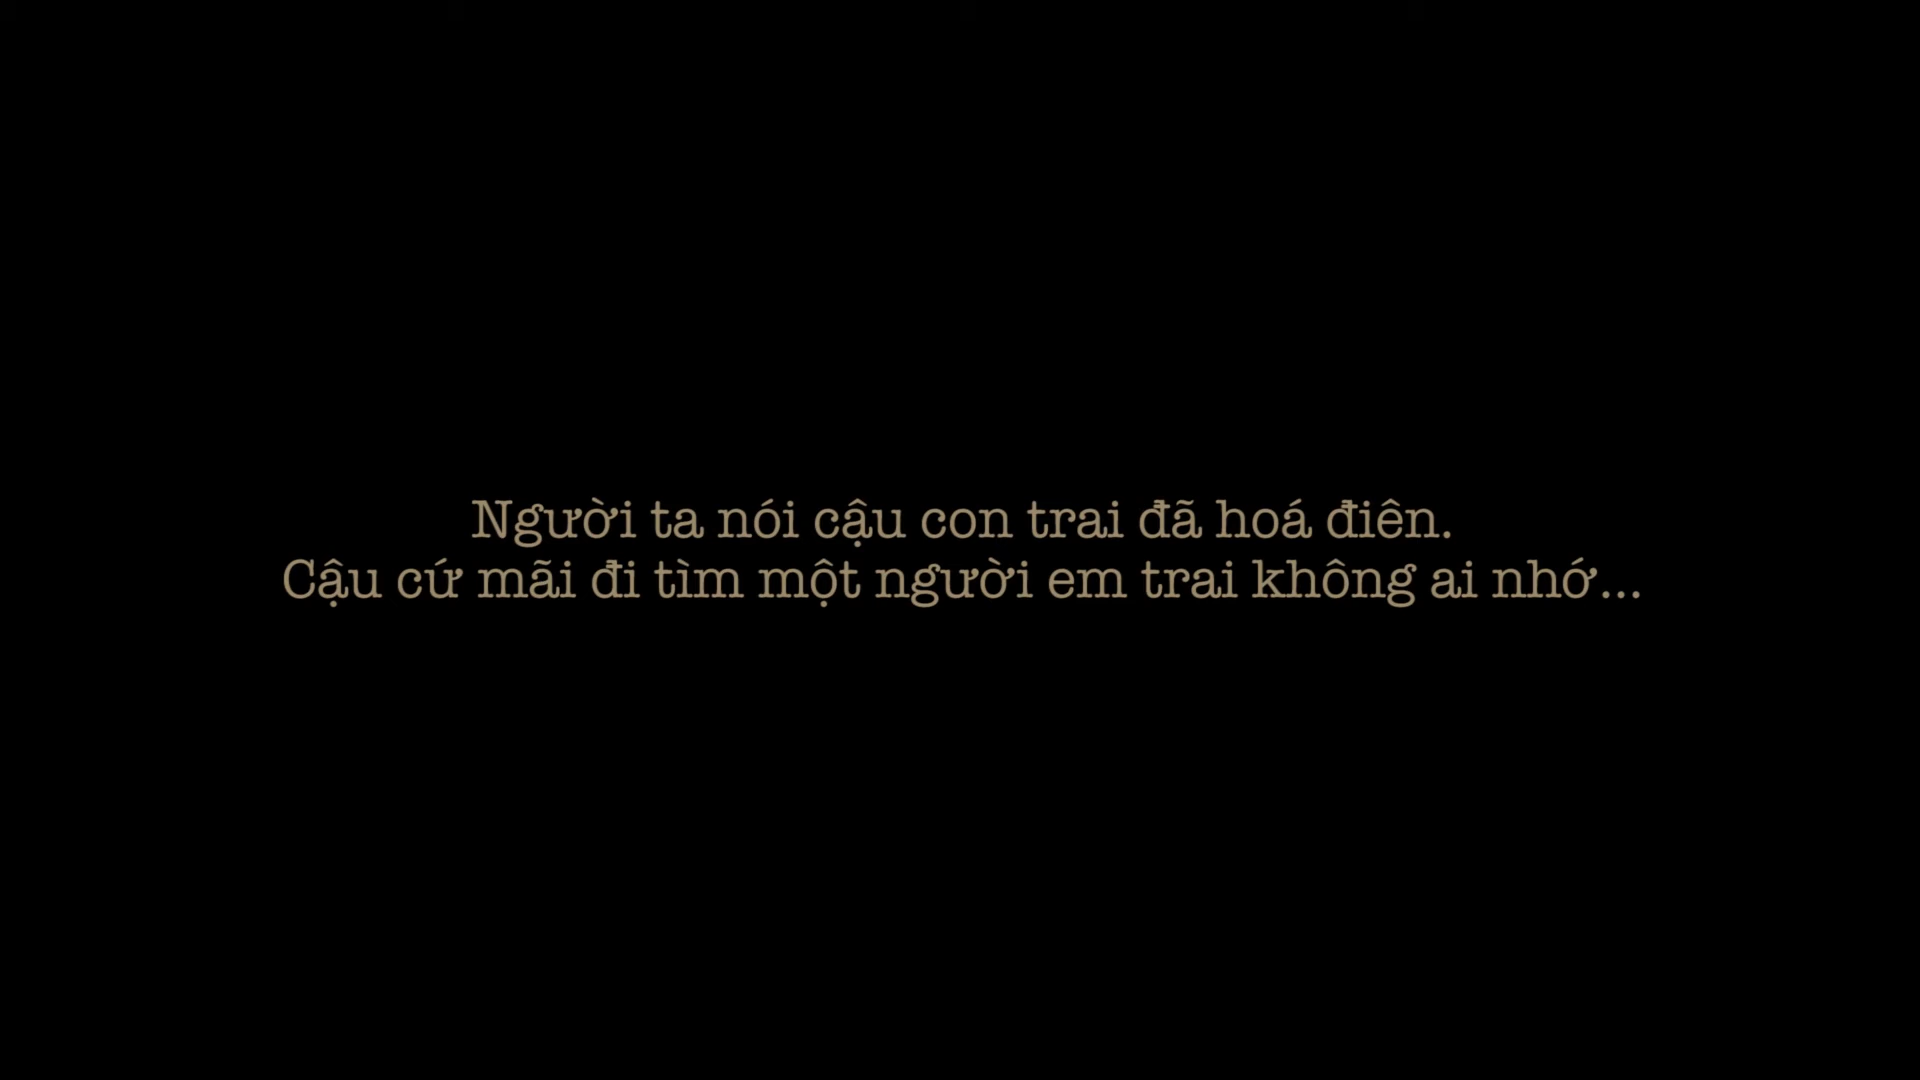 Người ta nói cậu con trai đã hoá điên.
Cậu cứ mãi đi tìm một người em trai không ai nhớ...